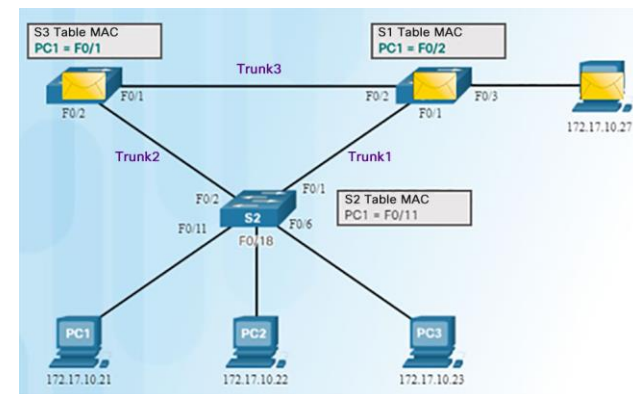 S3 Table MAC
PC1 = F0/1
S1 Table MAC
PC1 = F0/2
Trunk3
F0/1
F0/2
F0/3
F0/2
F0/1
172.17.10.27
Trunk2
Trunk1
F0/2
F0/1
S2 Table MAC
PC1 = F0/11
S2
F0/11
F0/6
F0/18
PC1
PC2
PC3
172.17.10.21
172.17.10.22
172.17.10.23